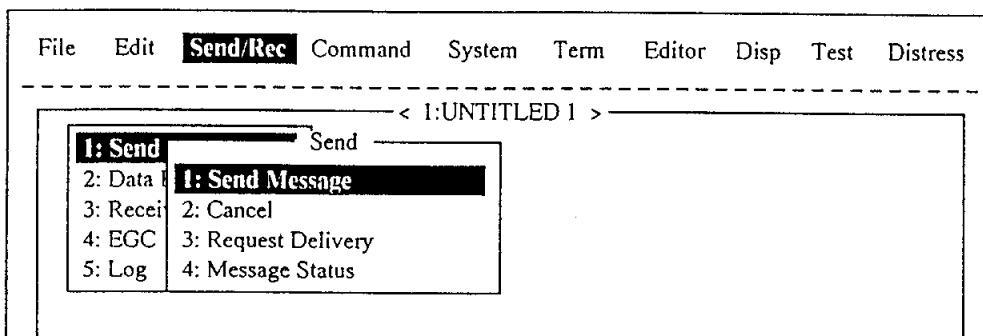 File Edit Send/Rec Command System Term Editor Disp Test Distress
< 1:UNTITLED 1 >
1: Send
Send
2: Data
1: Send Message
3: Recei
2: Cancel
4: EGC
3: Request Delivery
5: Log
4: Message Status